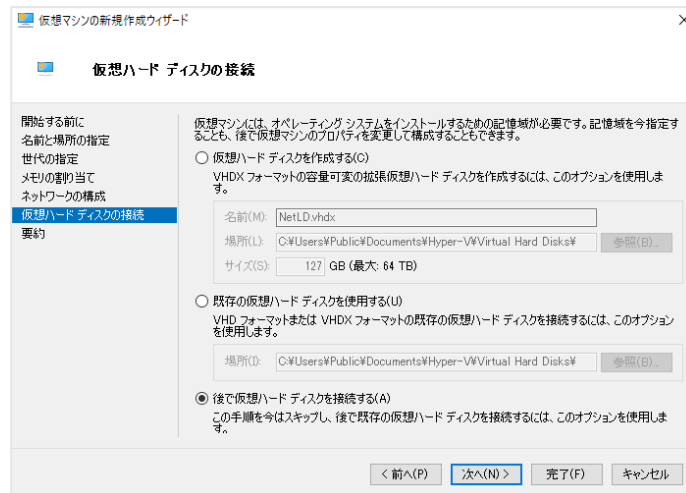 仮想マシンの新規作成ウィザード
仮想ハード ディスクの接続
開始する前に
名前と場所の指定
世代の指定
メモリの割り当て
ネットワークの構成
仮想ハード ディスクの接続
要約
仮想マシンには、オペレーティング システムをインストールするための記憶域が必要です。記憶域を今指定す
ることも、後で仮想マシンのプロパティを変更して構成することもできます。
仮想ハード ディスクを作成する(C)
VHDX フォーマットの容量可変の拡張仮想ハード ディスクを作成するには、このオプションを使用しま
す。
名前(M): NetLD.vhdx
場所(L): C:¥Users¥Public¥Documents¥Hyper-V¥Virtual Hard Disks¥ 参照(B)...
サイズ(S): 127 GB (最大: 64 TB)
既存の仮想ハード ディスクを使用する(U)
VHD フォーマットまたは VHDX フォーマットの既存の仮想ハード ディスクを接続するには、このオプション
を使用します。
場所(I): C:¥Users¥Public¥Documents¥Hyper-V¥Virtual Hard Disks¥ 参照(B)...
後で仮想ハード ディスクを接続する(A)
この手順を今はスキップし、後で既存の仮想ハード ディスクを接続するには、このオプションを使用しま
す。
< 前へ(P) 次へ(N) > 完了(F) キャンセル